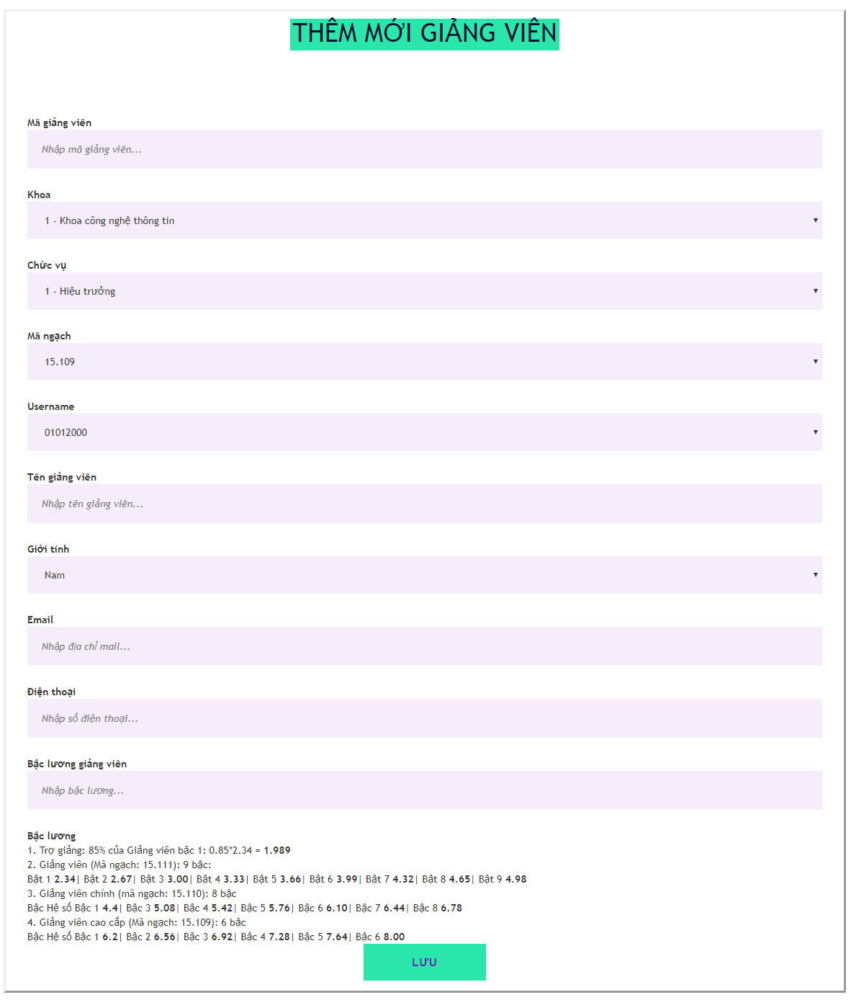 THÊM MỚI GIẢNG VIÊN
Mã giảng viên
Nhập mã giảng viên...
Khoa
1 - Khoa công nghệ thông tin
Chức vụ
1 - Hiệu trưởng
Mã ngạch
15.109
Username
01012000
Tên giảng viên
Nhập tên giảng viên...
Giới tính
Nam
Email
Nhập địa chỉ mail...
Điện thoại
Nhập số điện thoại...
Bậc lương giảng viên
Nhập bậc lương...
Bậc lương
1. Trợ giảng: 85% của Giảng viên bậc 1: 0.85*2.34 = 1.989
2. Giảng viên (Mã ngạch: 15.111): 9 bậc:
Bật 1 2.34| Bật 2 2.67| Bật 3 3.00| Bật 4 3.33| Bật 5 3.66| Bật 6 3.99| Bật 7 4.32| Bật 8 4.65| Bật 9 4.98
3. Giảng viên chính (mã ngạch: 15.110): 8 bậc
Bậc Hệ số Bậc 1 4.4| Bậc 3 5.08| Bậc 4 5.42| Bậc 5 5.76| Bậc 6 6.10| Bậc 7 6.44| Bậc 8 6.78
4. Giảng viên cao cấp (Mã ngạch: 15.109): 6 bậc
Bậc Hệ số Bậc 1 6.2| Bậc 2 6.56| Bậc 3 6.92| Bậc 4 7.28| Bậc 5 7.64| Bậc 6 8.00
LƯU